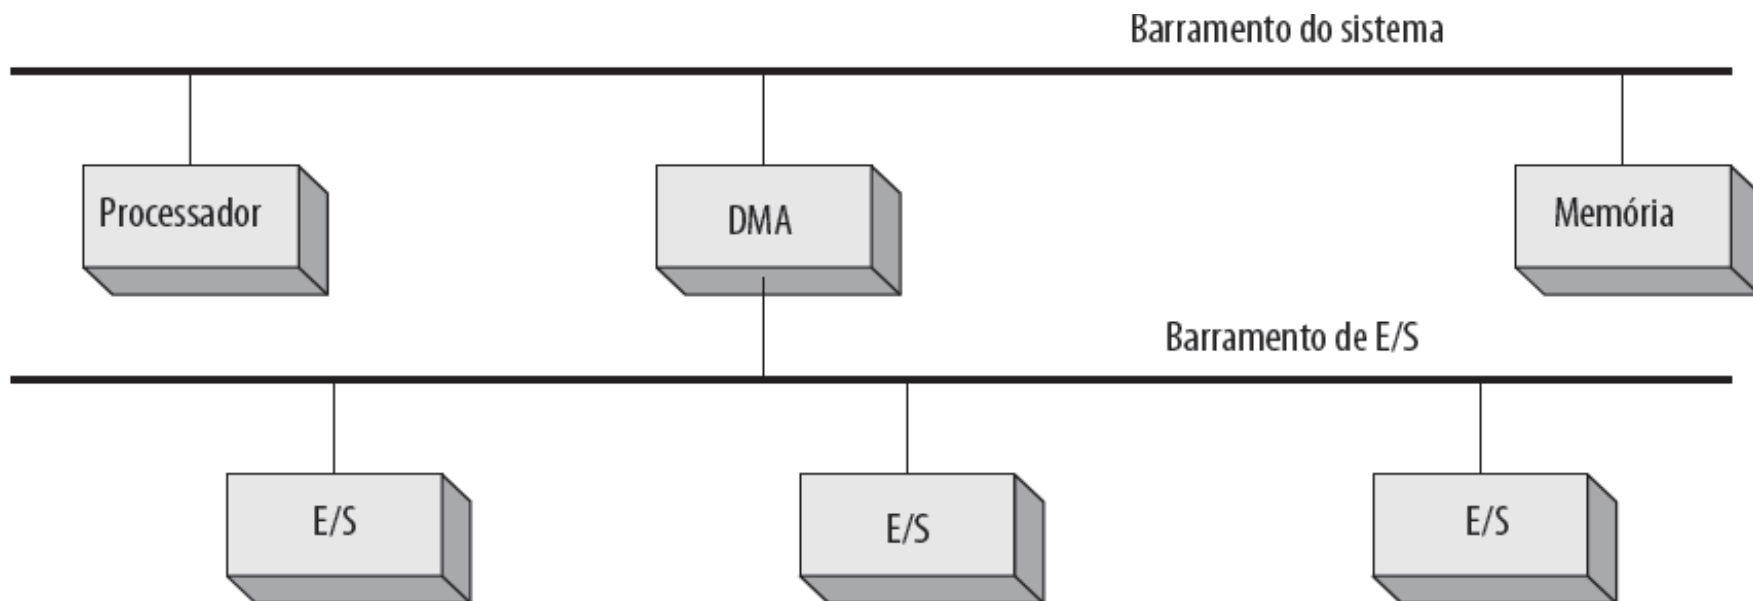 Barramento do sistema
Processador
DMA
Memória
Barramento de E/S
E/S
E/S
E/S